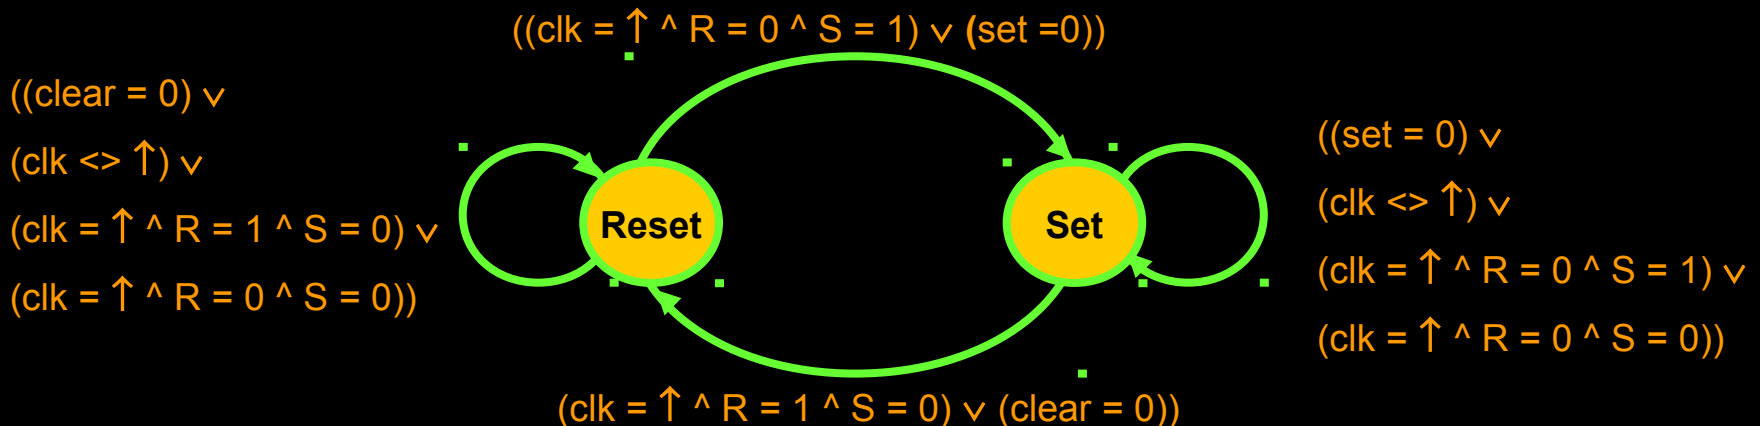 ((clk = ↑ ^ R = 0 ^ S = 1) ∨ (set =0))
((clear = 0) ∨
(clk <> ↑) ∨
(clk = ↑ ^ R = 1 ^ S = 0) ∨
(clk = ↑ ^ R = 0 ^ S = 0))
Reset
Set
((set = 0) ∨
(clk <> ↑) ∨
(clk = ↑ ^ R = 0 ^ S = 1) ∨
(clk = ↑ ^ R = 0 ^ S = 0))
(clk = ↑ ^ R = 1 ^ S = 0) ∨ (clear = 0))